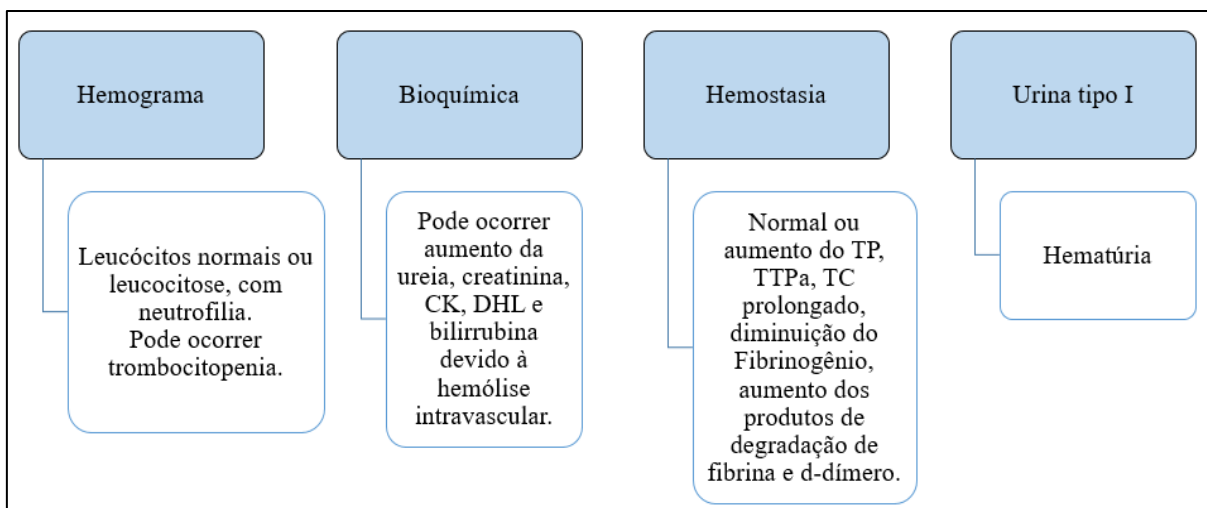 Hemograma
Leucócitos normais ou
leucocitose, com
neutrofilia.
Pode ocorrer
trombocitopenia.
Bioquímica
Pode ocorrer
aumento da
ureia, creatinina,
CK, DHL e
bilirrubina
devido à
hemólise
intravascular.
Hemostasia
Normal ou
aumento do TP,
TTPa, TC
prolongado,
diminuição do
Fibrinogênio,
aumento dos
produtos de
degradação de
fibrina e d-dímero.
Urina tipo I
Hematúria